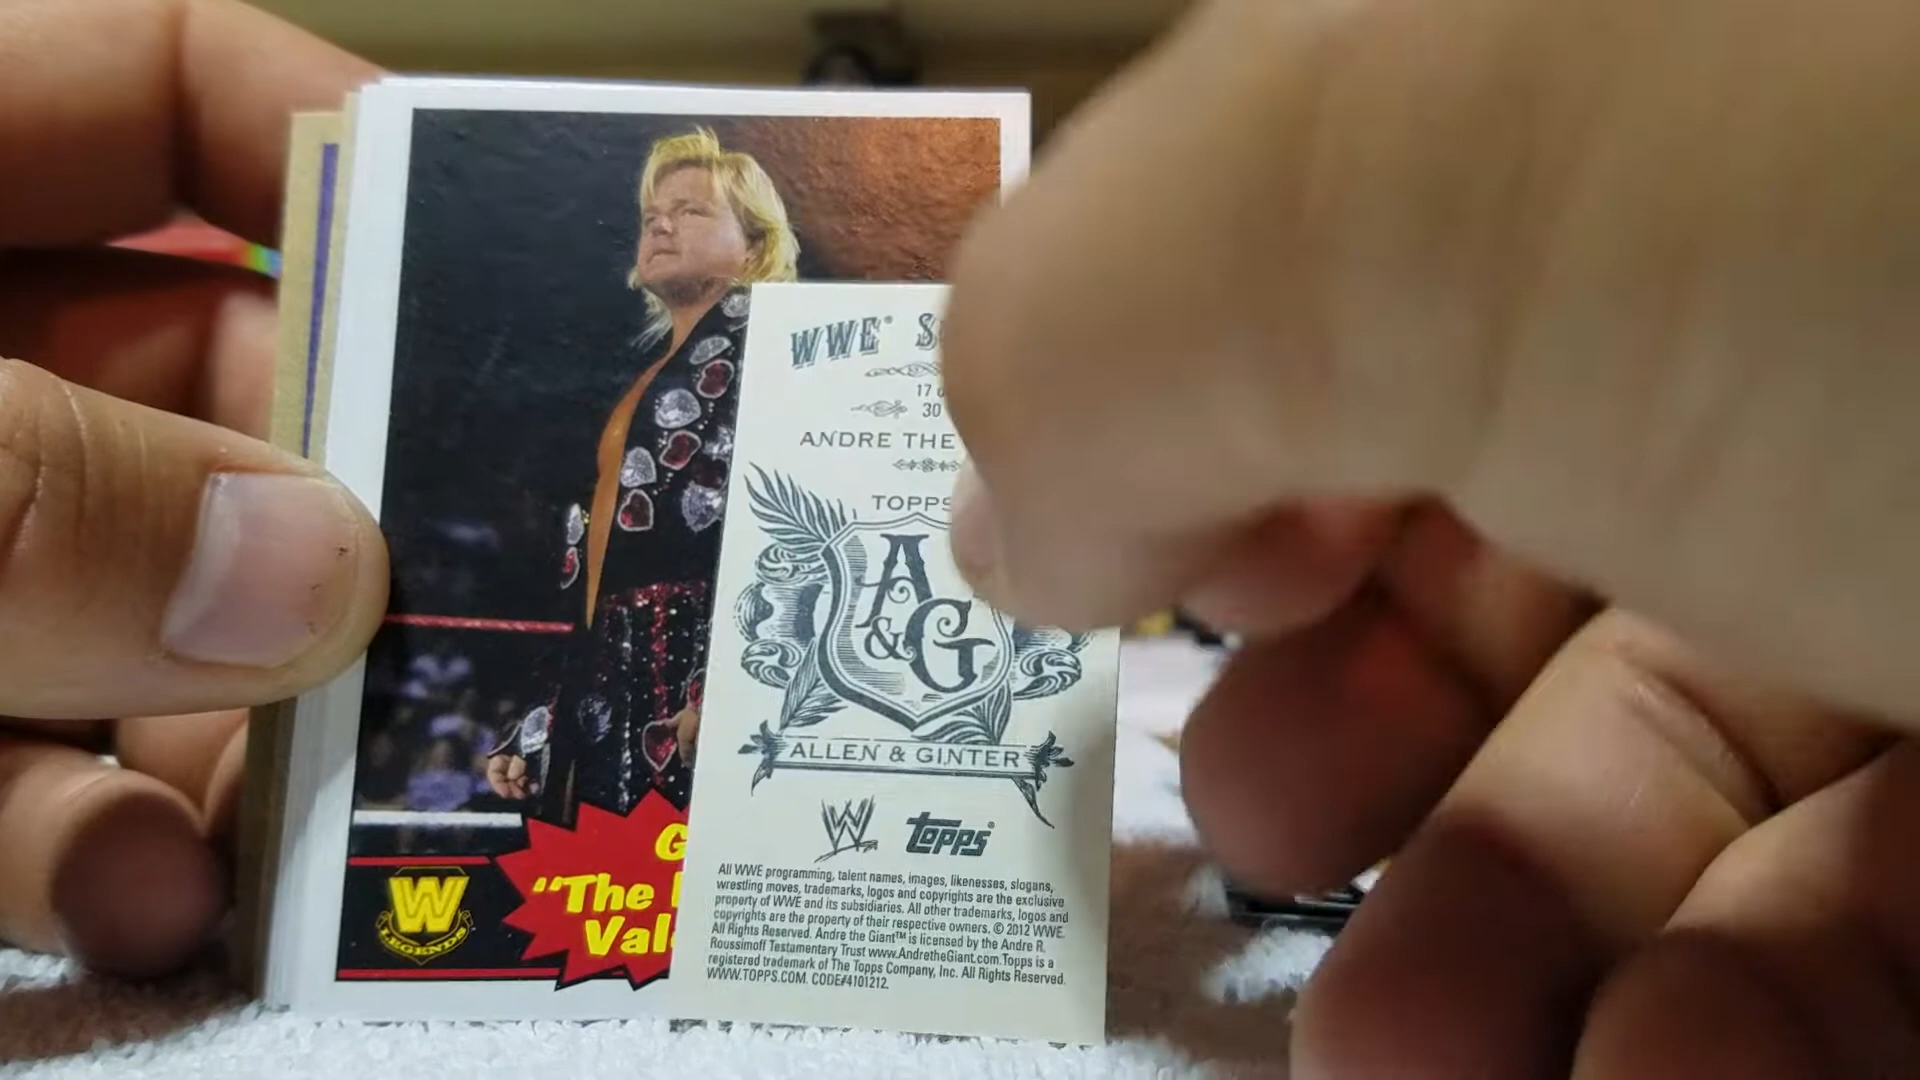 WWE®
17
30
ANDRE THE
TOPPS
A
&G
ALLEN & GINTER
W topps®
All WWE programming, talent names, images, likenesses, slogans,
wrestling moves, trademarks, logos and copyrights are the exclusive
property of WWE and its subsidiaries. All other trademarks, logos and
copyrights are the property of their respective owners. © 2012 WWE.
All Rights Reserved. Andre the Giant™ is licensed by the Andre R.
Roussimoff Testamentary Trust www.AndretheGiant.com. Topps is a
registered trademark of The Topps Company, Inc. All Rights Reserved.
WWW.TOPPS.COM. CODE#4101212.
W
LEGENDS
G
"The
Val